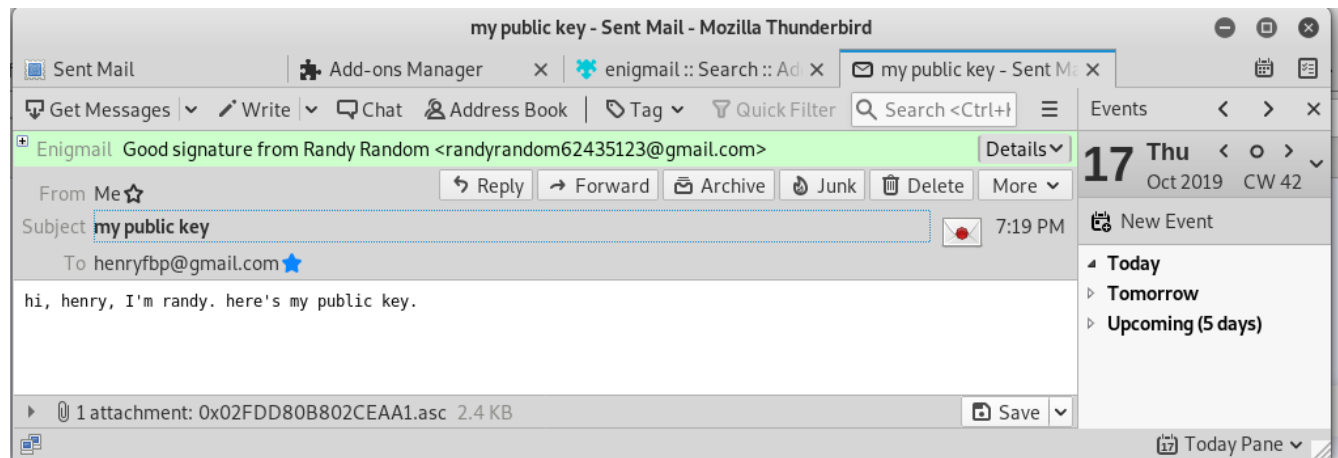 my public key - Sent Mail - Mozilla Thunderbird
Sent Mail Add-ons Manager enigmail :: Search :: Ad my public key - Sent Ma
Get Messages Write Chat Address Book Tag Quick Filter Search <Ctrl+ Events
Enigmail Good signature from Randy Random <randyrandom62435123@gmail.com> Details
17 Thu
Oct 2019 CW 42
From Me Reply Forward Archive Junk Delete More
Subject my public key 7:19 PM
New Event
To henryfbp@gmail.com
Today
hi, henry, I'm randy. here's my public key.
Tomorrow
Upcoming (5 days)
1 attachment: 0x02FDD80B802CEAA1.asc 2.4 KB Save
17 Today Pane